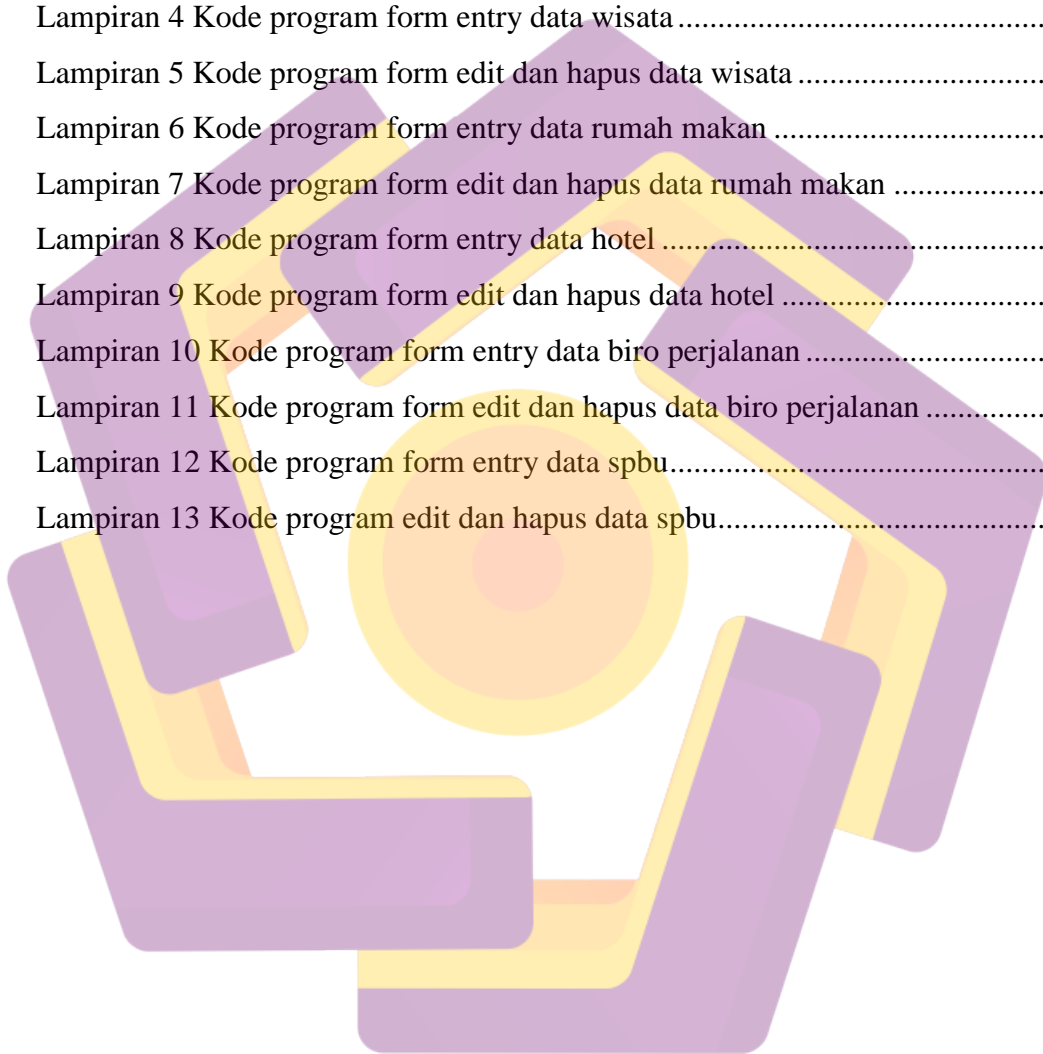 Lampiran 4 Kode program form entry data wisata ..............................................
Lampiran 5 Kode program form edit dan hapus data wisata ...............................
Lampiran 6 Kode program form entry data rumah makan ..................................
Lampiran 7 Kode program form edit dan hapus data rumah makan ...................
Lampiran 8 Kode program form entry data hotel ................................................
Lampiran 9 Kode program form edit dan hapus data hotel .................................
Lampiran 10 Kode program form entry data biro perjalanan ..............................
Lampiran 11 Kode program form edit dan hapus data biro perjalanan ...............
Lampiran 12 Kode program form entry data spbu...............................................
Lampiran 13 Kode program edit dan hapus data spbu.........................................